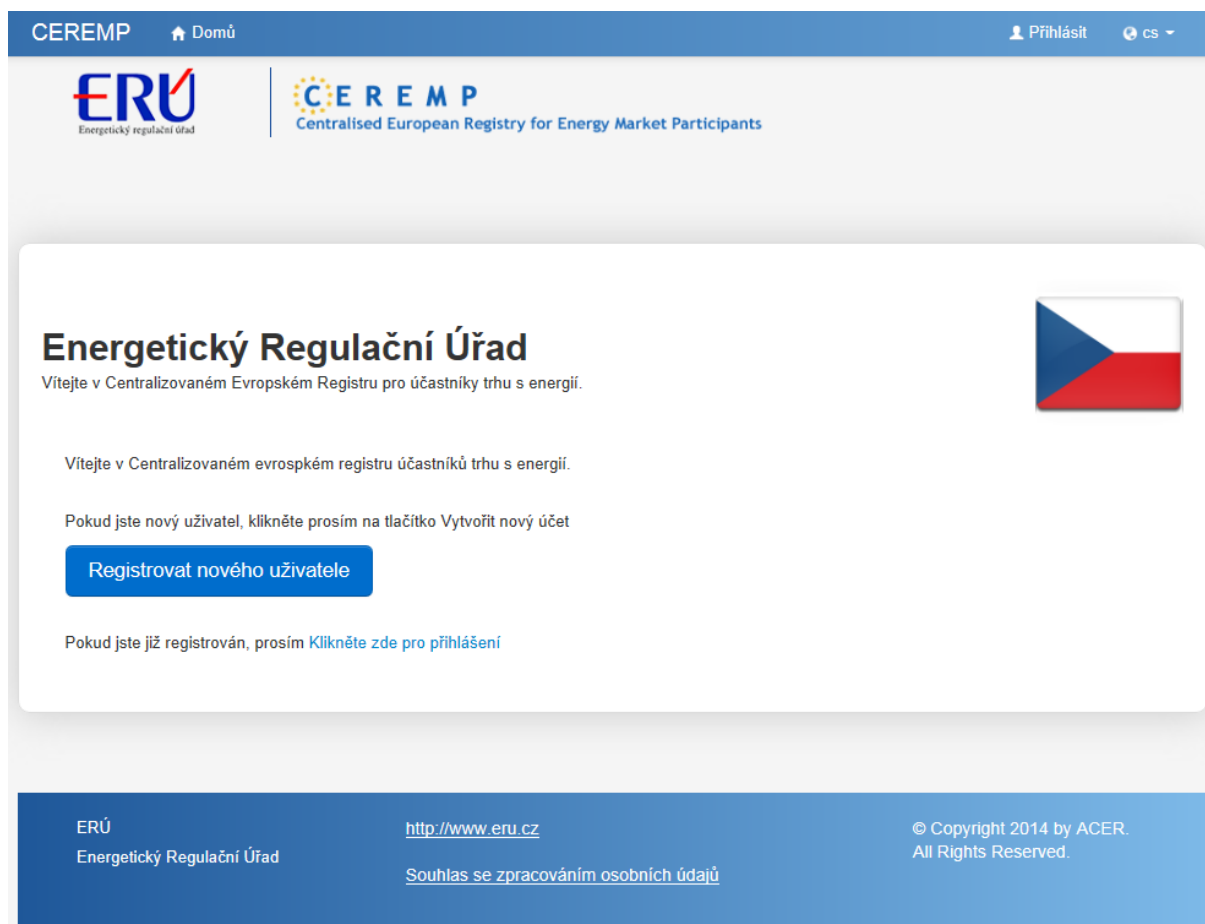 CEREMP Domů Přihlásit cs
ERÚ
Energetický regulační úřad
CEREMP
Centralised European Registry for Energy Market Participants
Energetický Regulační Úřad
Vítejte v Centralizovaném Evropském Registru pro účastníky trhu s energií.
Vítejte v Centralizovaném evrospkém registru účastníků trhu s energií.
Pokud jste nový uživatel, klikněte prosím na tlačítko Vytvořit nový účet
Registrovat nového uživatele
Pokud jste již registrován, prosím Klikněte zde pro přihlášení
ERÚ
Energetický Regulační Úřad
http://www.eru.cz
Souhlas se zpracováním osobních údajů
© Copyright 2014 by ACER.
All Rights Reserved.